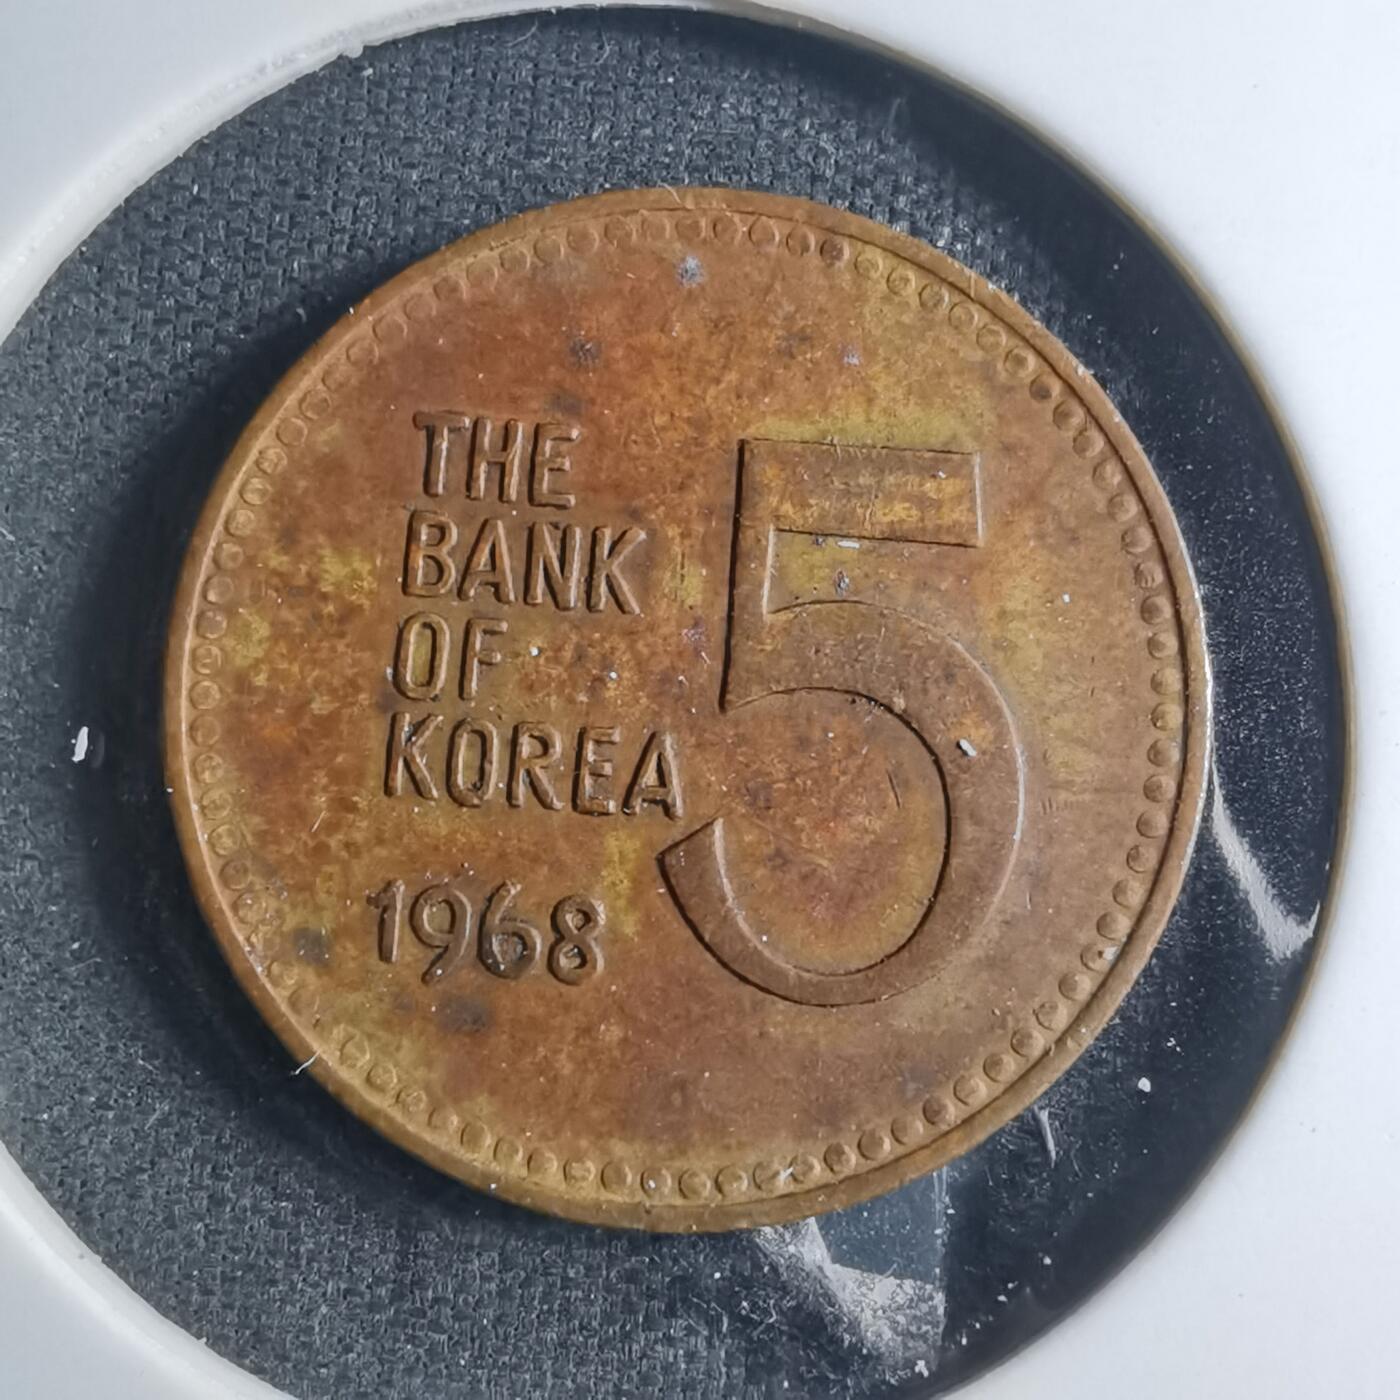 THE
BANK
OF
KOREA
1968
5